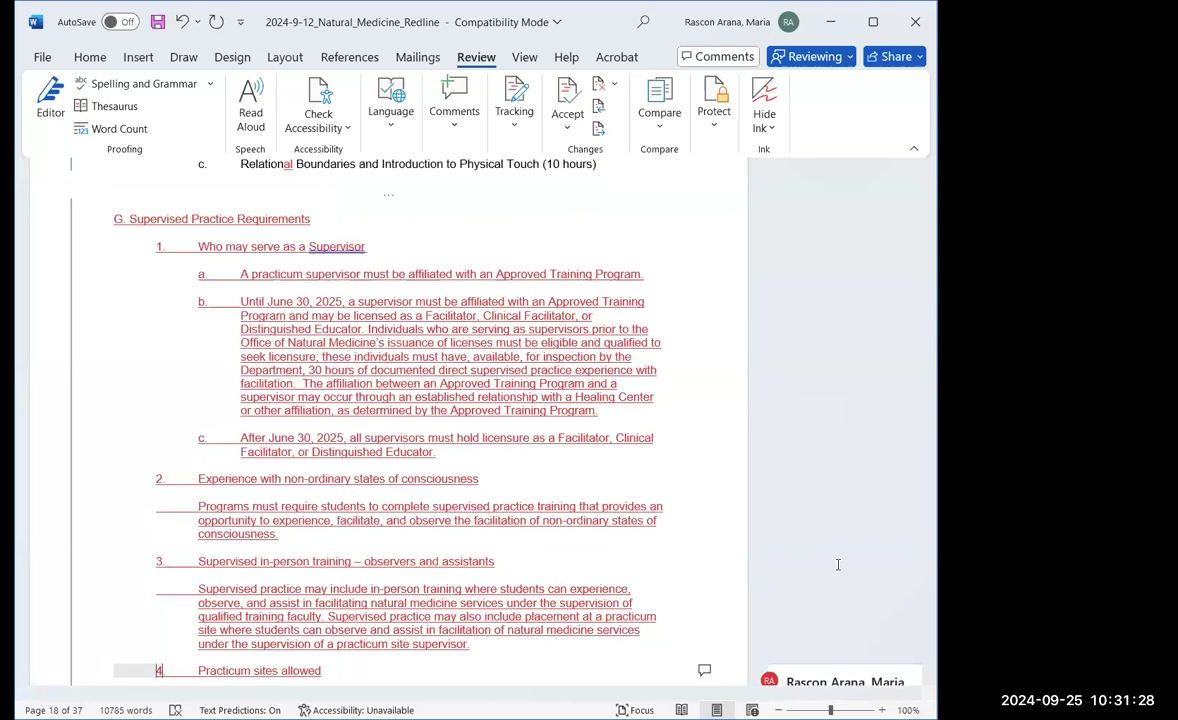 AutoSave Off 2024-9-12_Natural_Medicine_Redline - Compatibility Mode Rascon Arana, Maria RA
File Home Insert Draw Design Layout References Mailings Review View Help Acrobat Comments Reviewing Share
Editor
abc Spelling and Grammar
Thesaurus
123 Word Count
Proofing
Read Aloud
Speech
Check Accessibility
Accessibility
Language
Comments
Tracking
Accept
Changes
Compare
Compare
Protect
Hide Ink
Ink
c. Relational Boundaries and Introduction to Physical Touch (10 hours)
...
G. Supervised Practice Requirements
1. Who may serve as a Supervisor
a. A practicum supervisor must be affiliated with an Approved Training Program.
b. Until June 30, 2025, a supervisor must be affiliated with an Approved Training
Program and may be licensed as a Facilitator, Clinical Facilitator, or
Distinguished Educator. Individuals who are serving as supervisors prior to the
Office of Natural Medicine's issuance of licenses must be eligible and qualified to
seek licensure; these individuals must have, available, for inspection by the
Department, 30 hours of documented direct supervised practice experience with
facilitation. The affiliation between an Approved Training Program and a
supervisor may occur through an established relationship with a Healing Center
or other affiliation, as determined by the Approved Training Program.
c. After June 30, 2025, all supervisors must hold licensure as a Facilitator, Clinical
Facilitator, or Distinguished Educator.
2. Experience with non-ordinary states of consciousness
Programs must require students to complete supervised practice training that provides an
opportunity to experience, facilitate, and observe the facilitation of non-ordinary states of
consciousness.
3. Supervised in-person training – observers and assistants
Supervised practice may include in-person training where students can experience,
observe, and assist in facilitating natural medicine services under the supervision of
qualified training faculty. Supervised practice may also include placement at a practicum
site where students can observe and assist in facilitation of natural medicine services
under the supervision of a practicum site supervisor.
4. Practicum sites allowed
RA Rascon Arana, Maria
Page 18 of 37 10785 words Text Predictions: On Accessibility: Unavailable Focus 100%
2024-09-25 10:31:28